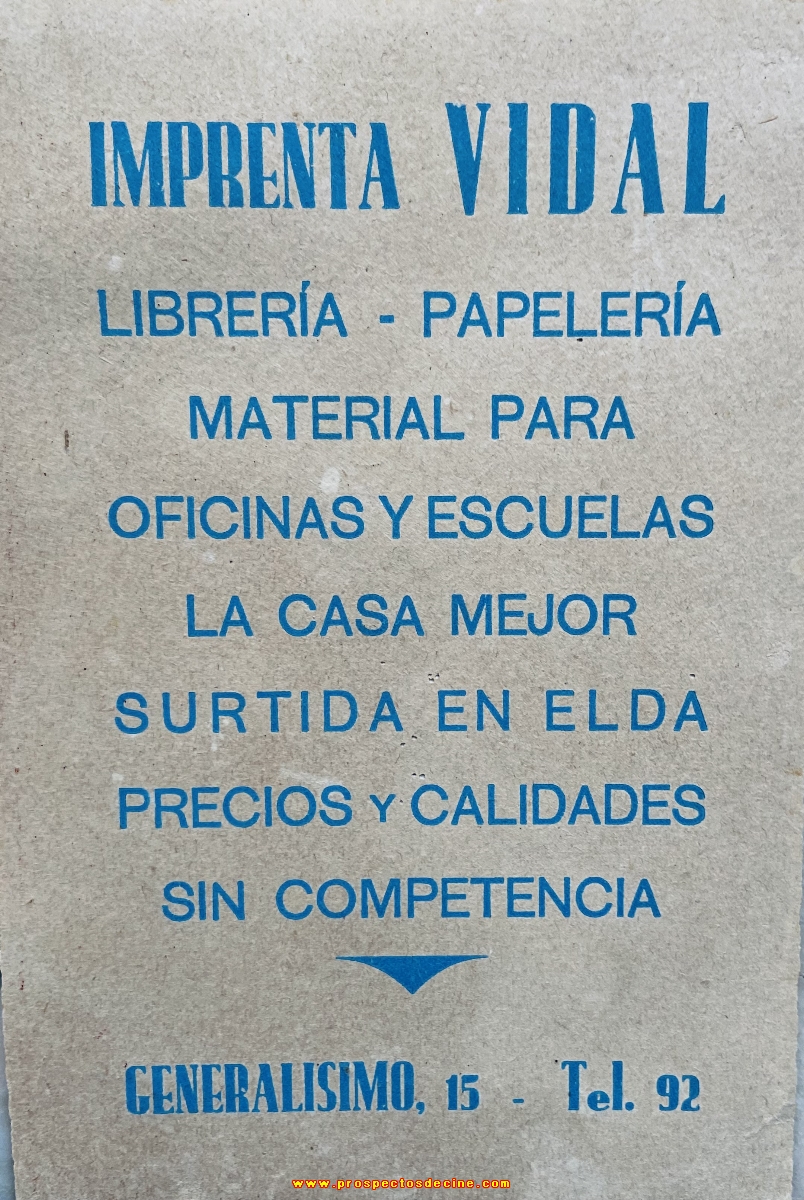 IMPRENTA VIDAL
LIBRERÍA - PAPELERÍA
MATERIAL PARA
OFICINAS Y ESCUELAS
LA CASA MEJOR
SURTIDA EN ELDA
PRECIOS Y CALIDADES
SIN COMPETENCIA
GENERALISIMO, 15 - Tel. 92
www.prospectosdecine.com